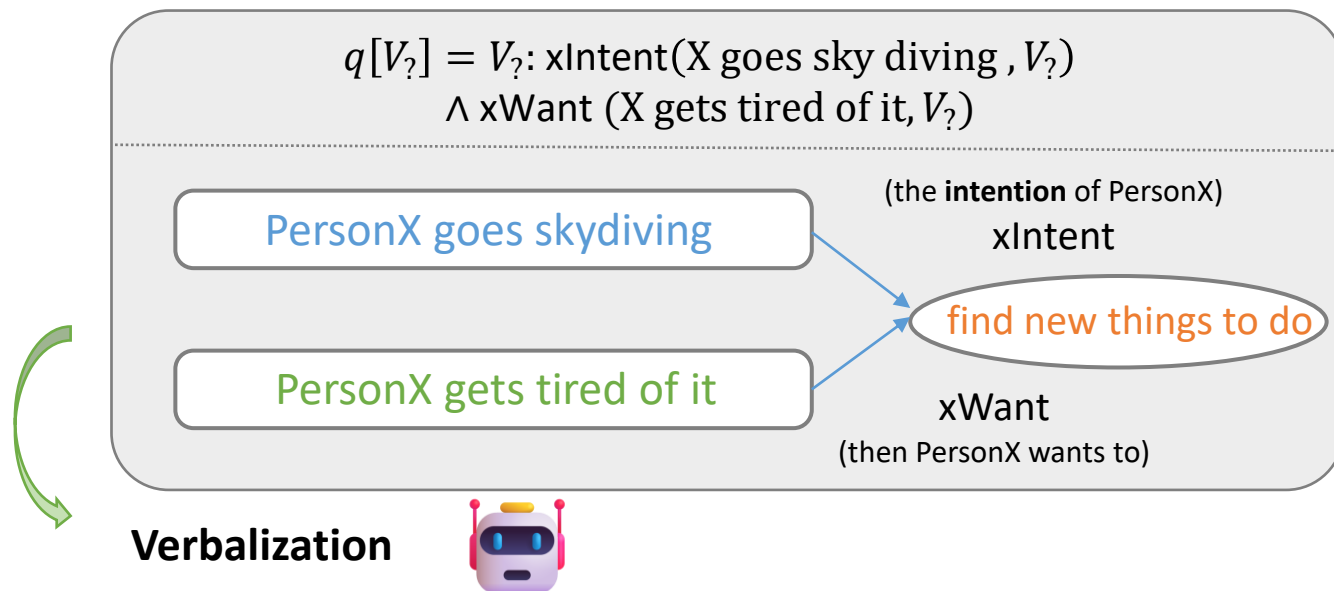 q[V?] = V?: xIntent(X goes sky diving , V?)
∧ xWant (X gets tired of it, V?)
(the intention of PersonX)
PersonX goes skydiving
xIntent
find new things to do
PersonX gets tired of it
xWant
(then PersonX wants to)
Verbalization